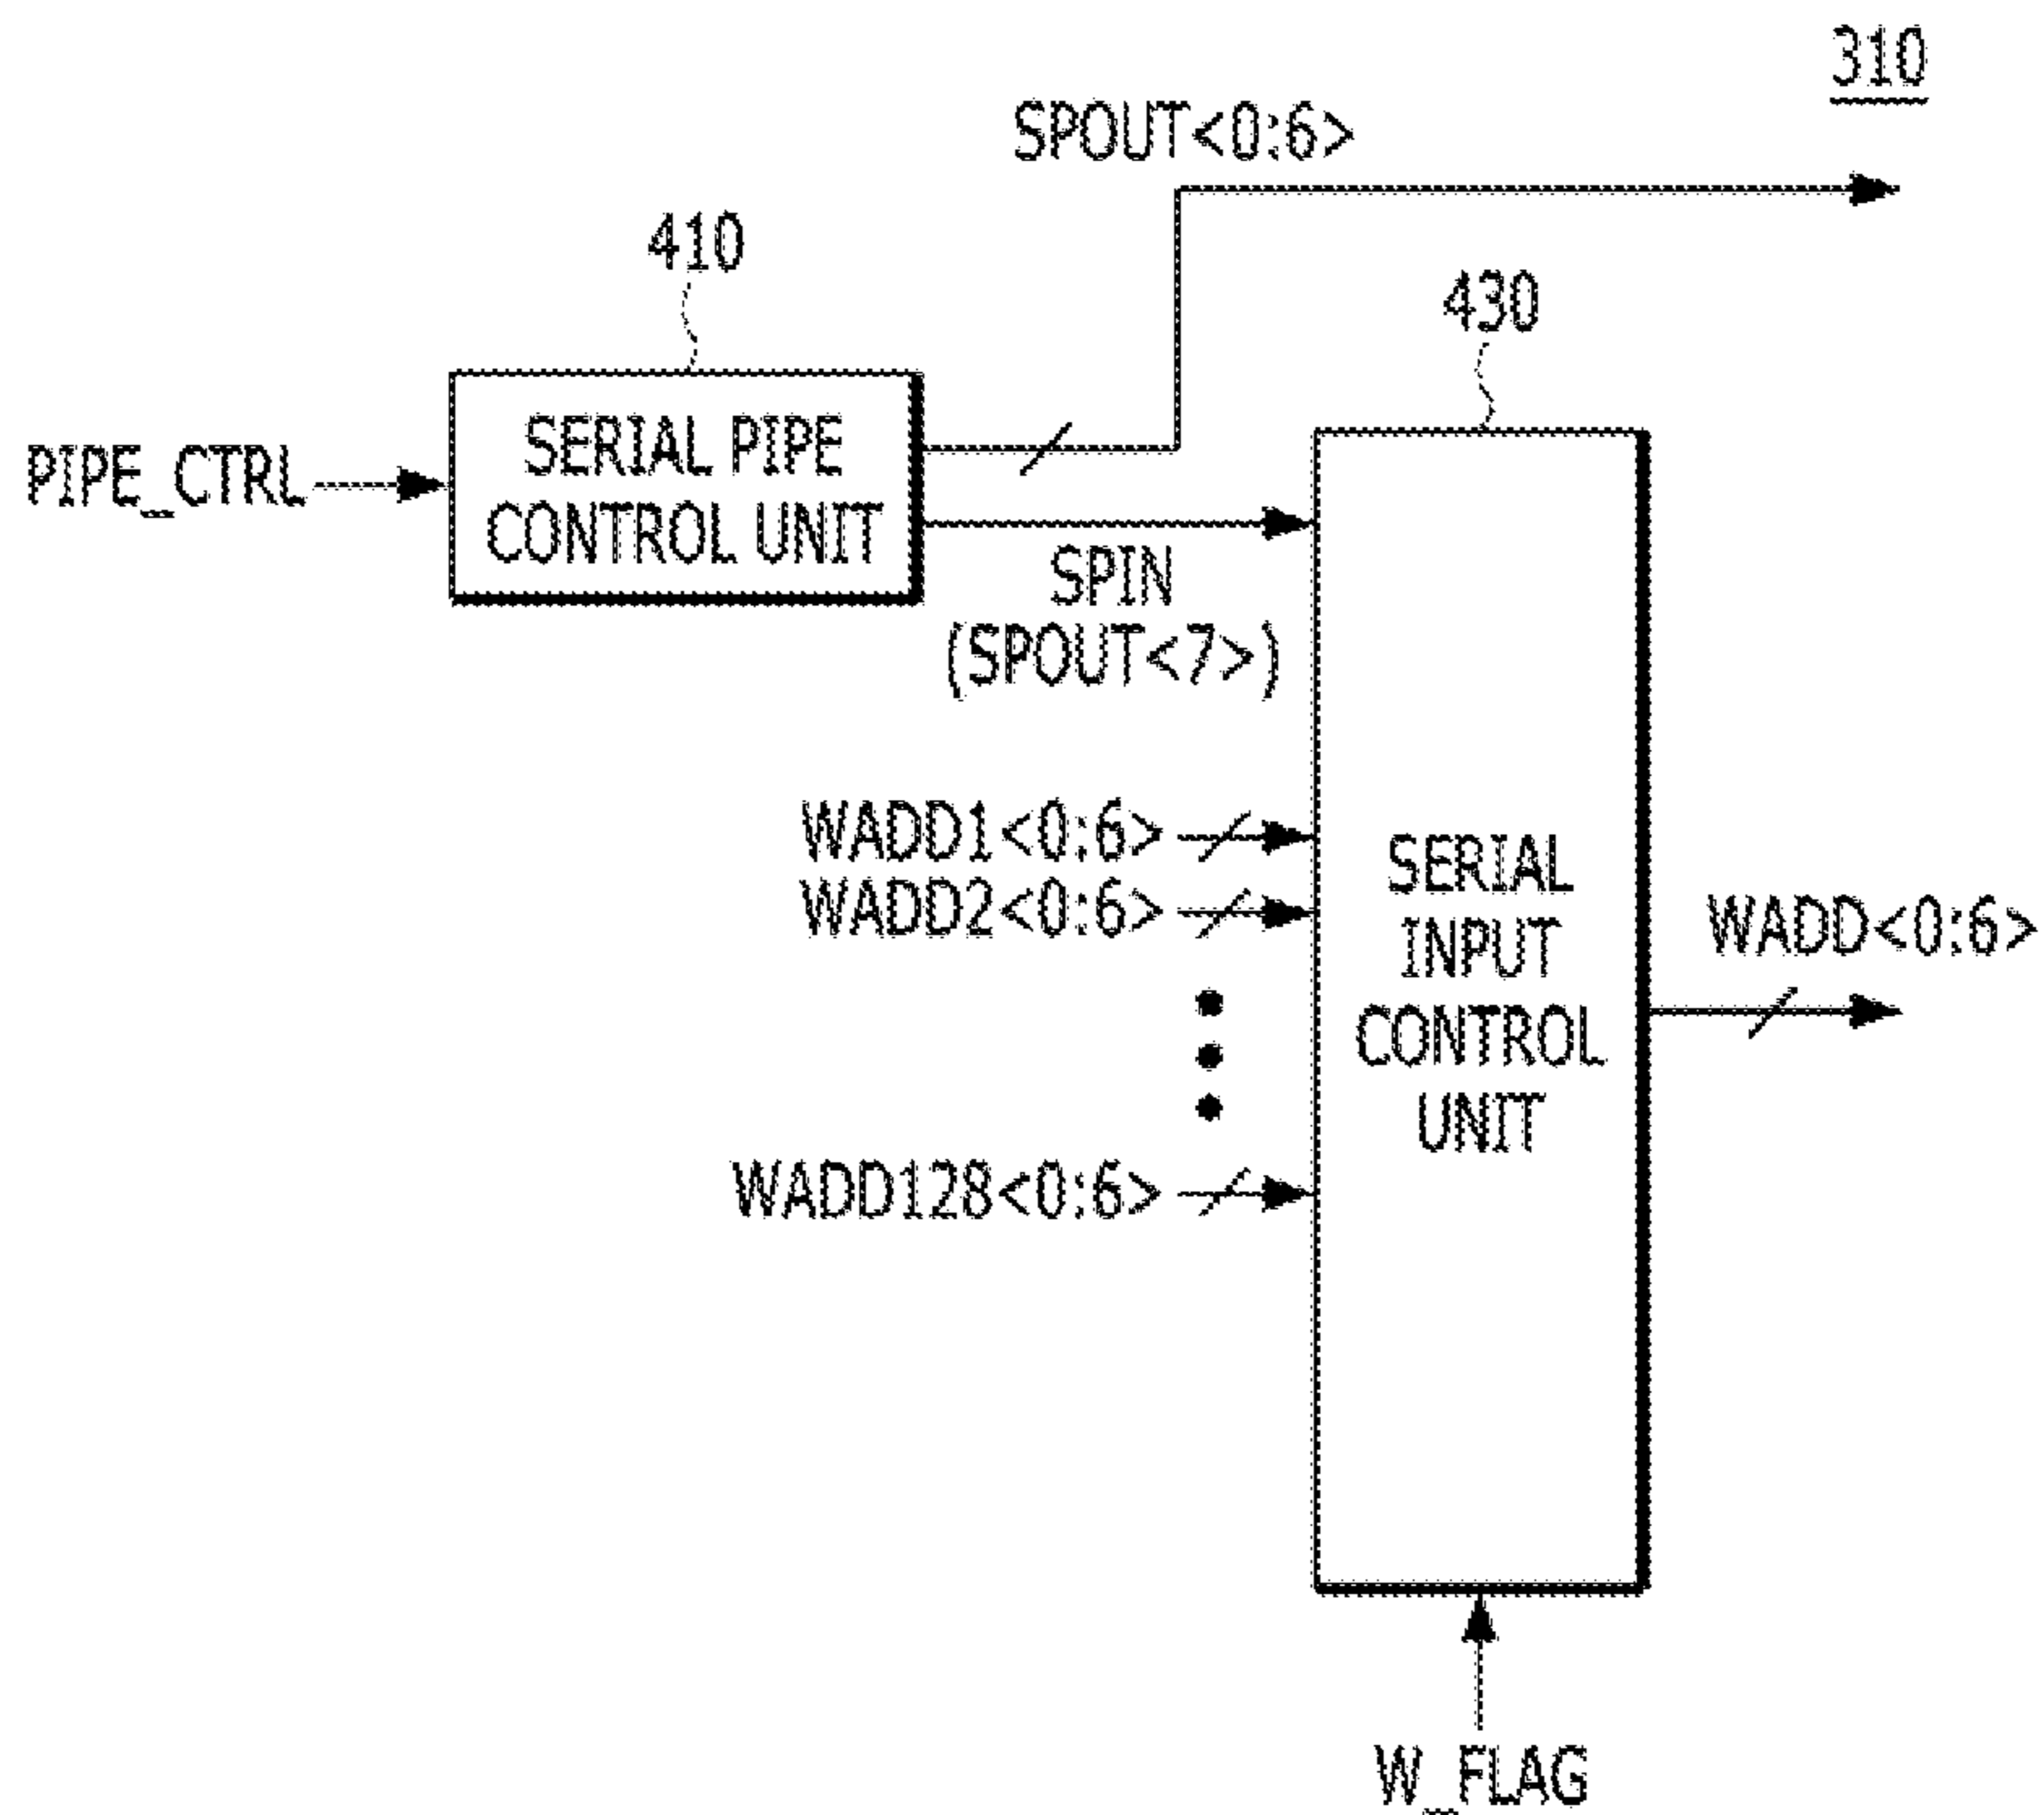 310
SPOUT<0:6>
410
430
PIPE_CTRL
SERIAL PIPE
CONTROL UNIT
SPIN
(SPOUT<7>)
WADD1<0:6>
WADD2<0:6>
WADD128<0:6>
SERIAL
INPUT
CONTROL
UNIT
WADD<0:6>
W_FLAG